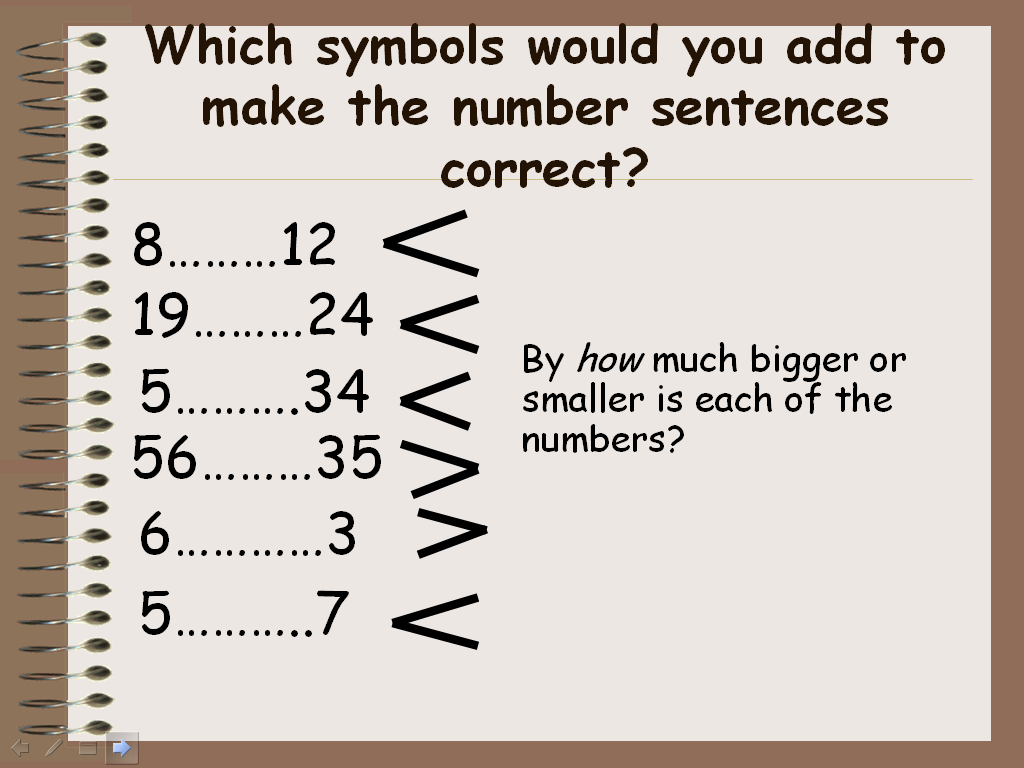 Which symbols would you add to
make the number sentences
correct?
8………12 <
19………24 <
5……….34 <
By how much bigger or
smaller is each of the
numbers?
56………35 >
6…………3 >
5………..7 <